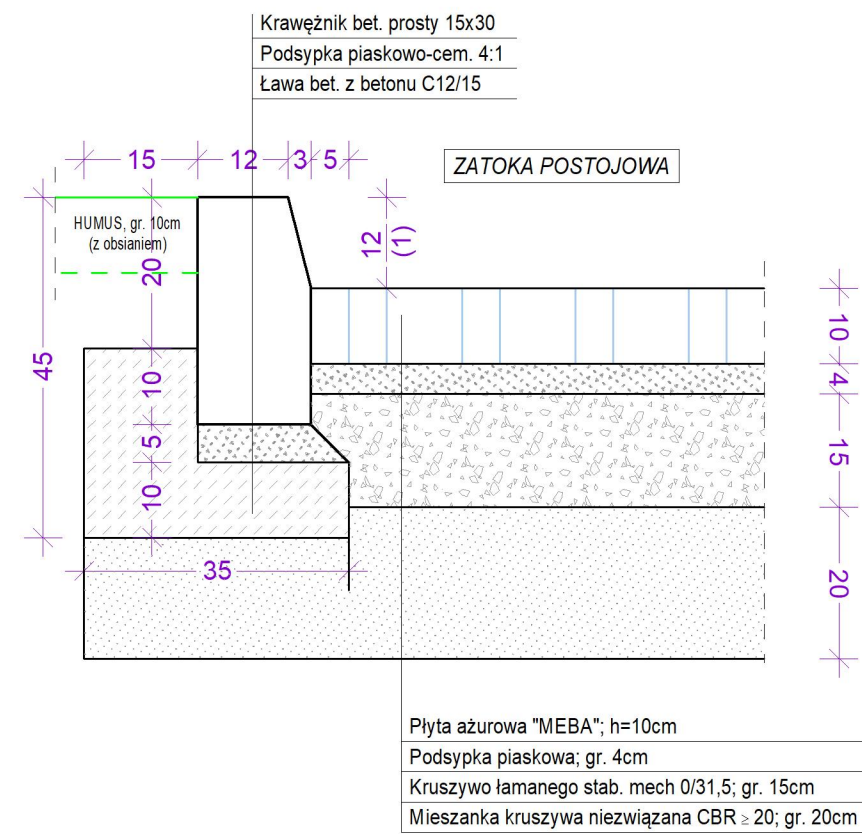 Krawężnik bet. prosty 15x30
Podsypka piaskowo-cem. 4:1
Ława bet. z betonu C12/15
15 12 3 5
ZATOKA POSTOJOWA
HUMUS, gr. 10cm
(z obsianiem)
12
(1)
20
45
10
5
10
35
10
4
15
20
Płyta ażurowa "MEBA"; h=10cm
Podsypka piaskowa; gr. 4cm
Kruszywo łamanego stab. mech 0/31,5; gr. 15cm
Mieszanka kruszywa niezwiązana CBR ≥ 20; gr. 20cm